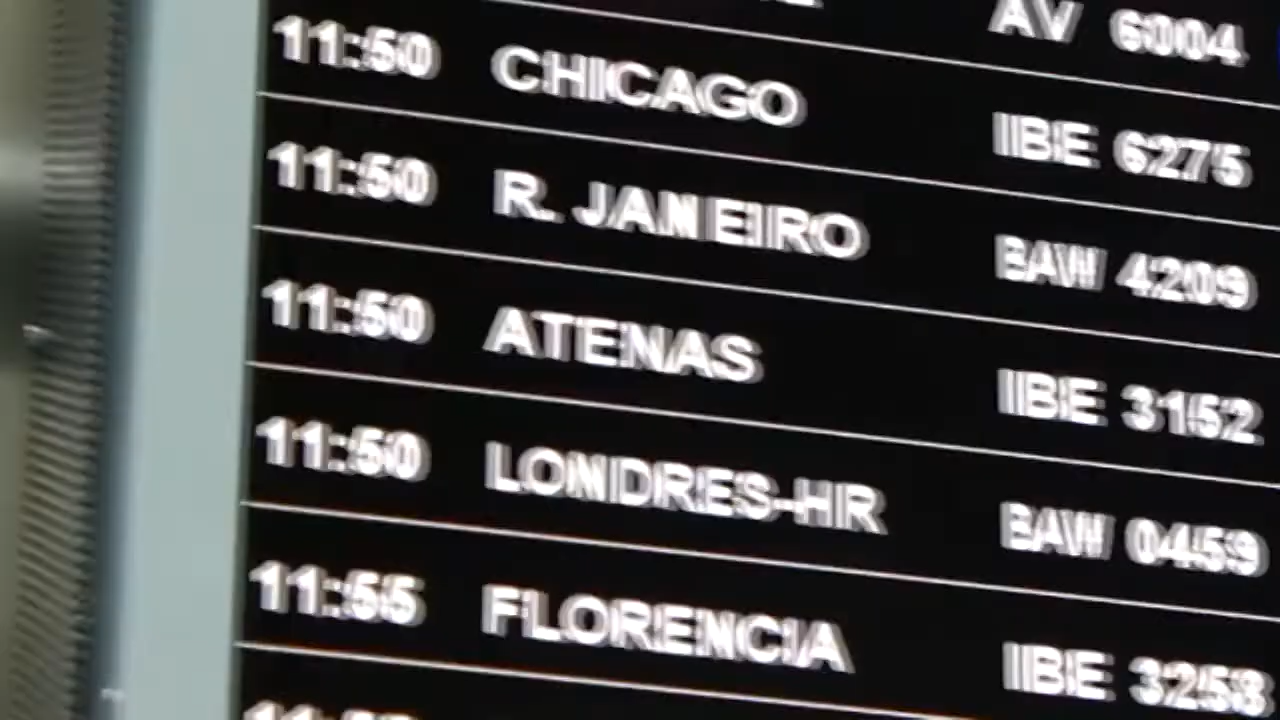 AV 6004
11:50 CHICAGO IBE 6275
11:50 R. JANEIRO BAW 4209
11:50 ATENAS IBE 3152
11:50 LONDRES-HR BAW 0459
11:55 FLORENCIA IBE 3258